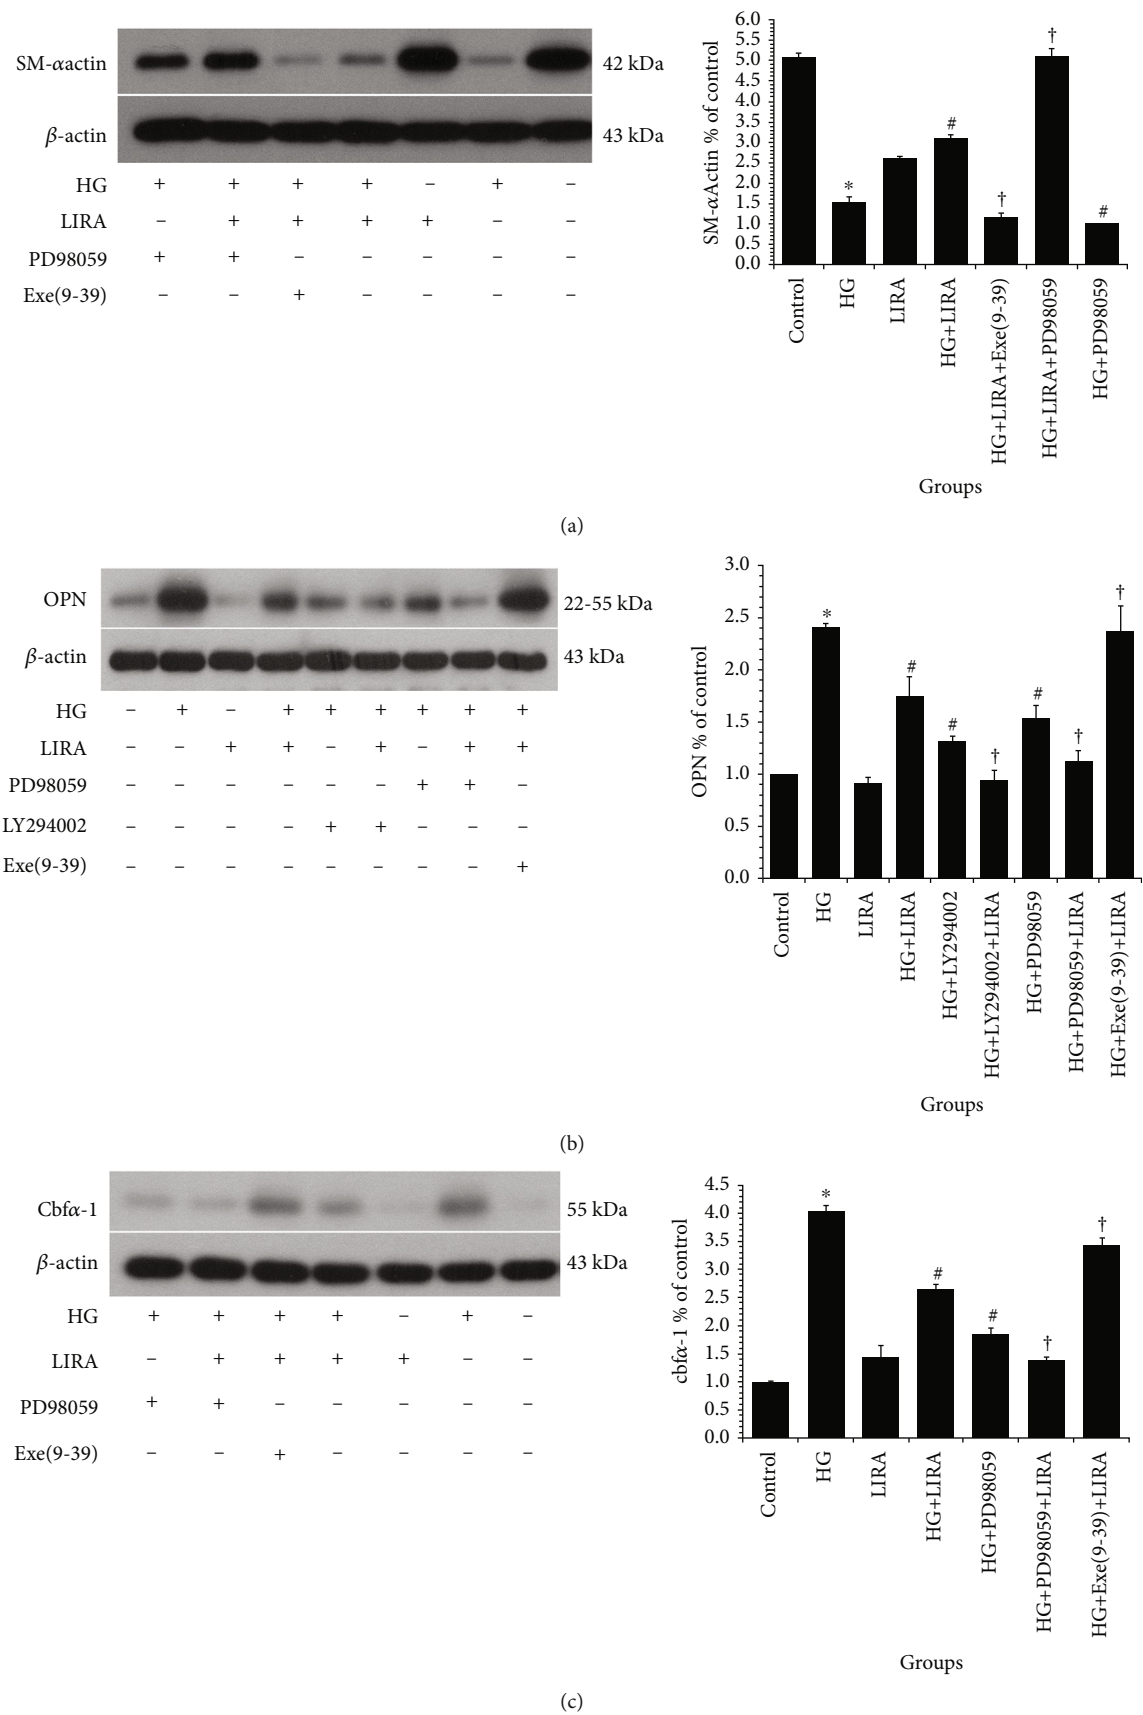 SM-αactin
42 kDa
β-actin
43 kDa
HG + + + + – + –
LIRA – + + + + – –
PD98059 + + – – – – –
Exe(9-39) – – + – – – –
SM-αActin % of control
6.0
5.5
5.0
4.5
4.0
3.5
3.0
2.5
2.0
1.5
1.0
0.5
0.0
*
#
†
†
#
Control
HG
LIRA
HG+LIRA
HG+LIRA+Exe(9-39)
HG+LIRA+PD98059
HG+PD98059
Groups
(a)
OPN
22-55 kDa
β-actin
43 kDa
HG – + – + + + + + +
LIRA – – + + – + – + +
PD98059 – – – – – – + + –
LY294002 – – – – + + – – –
Exe(9-39) – – – – – – – – +
OPN % of control
3.0
2.5
2.0
1.5
1.0
0.5
0.0
*
#
#
†
#
†
†
Control
HG
LIRA
HG+LIRA
HG+LY294002
HG+LY294002+LIRA
HG+PD98059
HG+PD98059+LIRA
HG+Exe(9-39)+LIRA
Groups
(b)
Cbfα-1
55 kDa
β-actin
43 kDa
HG + + + + – + –
LIRA – + + + + – –
PD98059 + + – – – – –
Exe(9-39) – – + – – – –
cbfα-1 % of control
4.5
4.0
3.5
3.0
2.5
2.0
1.5
1.0
0.5
0.0
*
#
#
†
†
Control
HG
LIRA
HG+LIRA
HG+PD98059
HG+PD98059+LIRA
HG+Exe(9-39)+LIRA
Groups
(c)